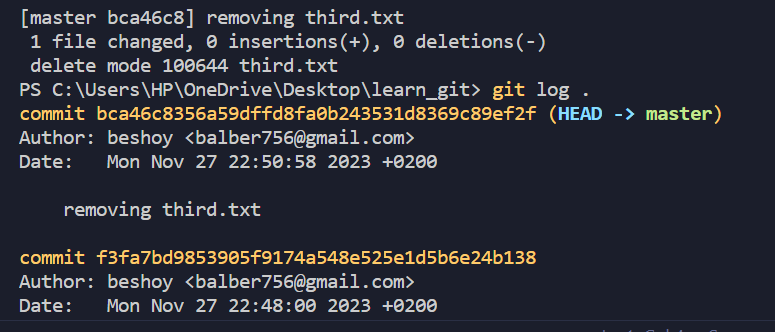 [master bca46c8] removing third.txt
 1 file changed, 0 insertions(+), 0 deletions(-)
 delete mode 100644 third.txt
PS C:\Users\HP\OneDrive\Desktop\learn_git> git log .
commit bca46c8356a59dffd8fa0b243531d8369c89ef2f (HEAD -> master)
Author: beshoy <balber756@gmail.com>
Date:   Mon Nov 27 22:50:58 2023 +0200

    removing third.txt

commit f3fa7bd9853905f9174a548e525e1d5b6e24b138
Author: beshoy <balber756@gmail.com>
Date:   Mon Nov 27 22:48:00 2023 +0200